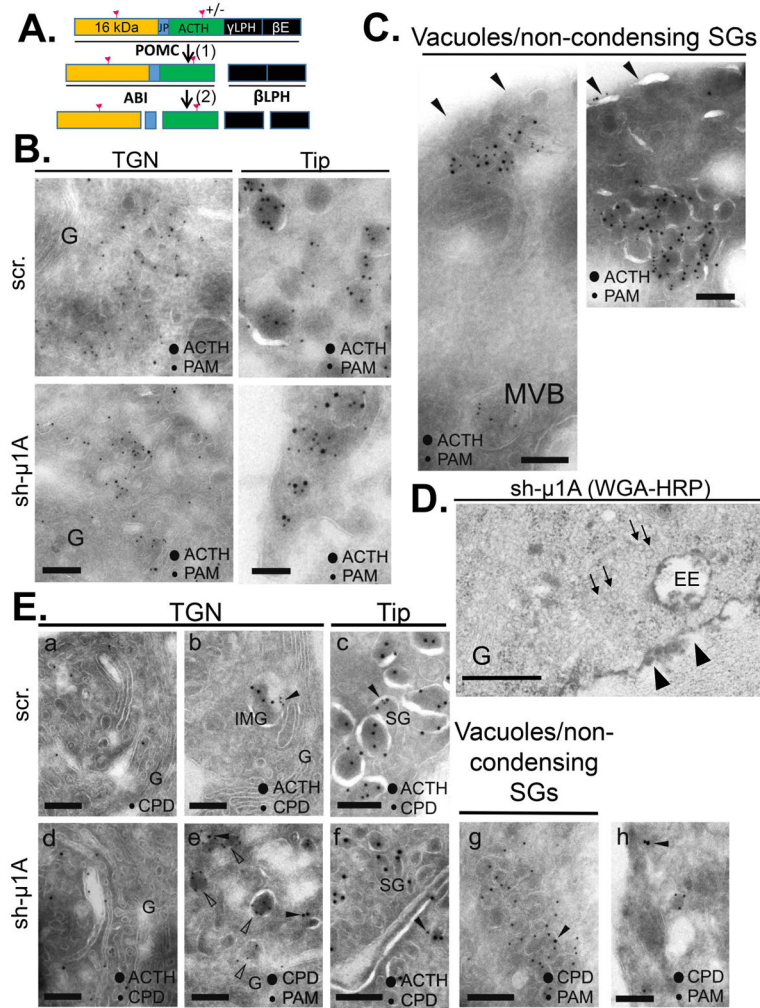 A.
16 kDa JP ACTH +/- γLPH βE
POMC (1)
ABI (2) βLPH
B.
TGN Tip
scr.
G
ACTH
PAM
ACTH
PAM
sh-μ1A
G
ACTH
PAM
ACTH
PAM
C.
Vacuoles/non-condensing SGs
MVB
ACTH
PAM
ACTH
PAM
D.
sh-μ1A (WGA-HRP)
EE
G
E.
TGN Tip
scr.
a
G
CPD
b
IMG
G
ACTH
CPD
c
SG
ACTH
CPD
Vacuoles/non-
condensing
SGs
sh-μ1A
d
G
ACTH
CPD
e
G
CPD
PAM
f
SG
ACTH
CPD
g
CPD
PAM
h
CPD
PAM